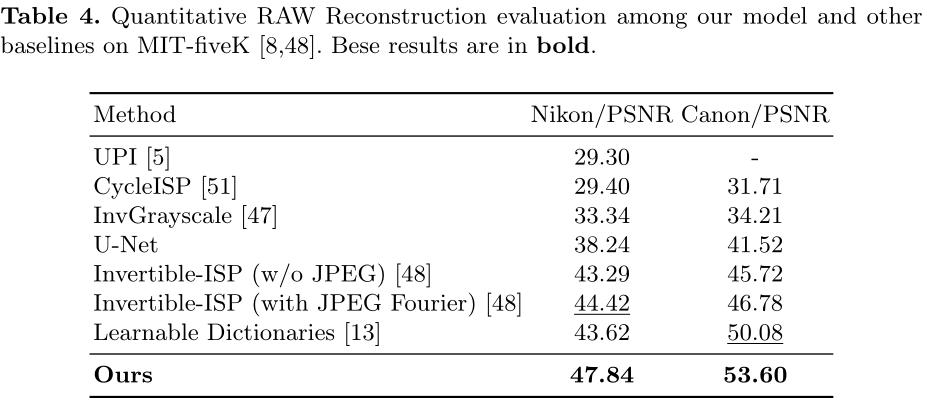 Table 4. Quantitative RAW Reconstruction evaluation among our model and other
baselines on MIT-fiveK [8,48]. Bese results are in bold.
Method Nikon/PSNR Canon/PSNR
UPI [5] 29.30 -
CycleISP [51] 29.40 31.71
InvGrayscale [47] 33.34 34.21
U-Net 38.24 41.52
Invertible-ISP (w/o JPEG) [48] 43.29 45.72
Invertible-ISP (with JPEG Fourier) [48] 44.42 46.78
Learnable Dictionaries [13] 43.62 50.08
Ours 47.84 53.60